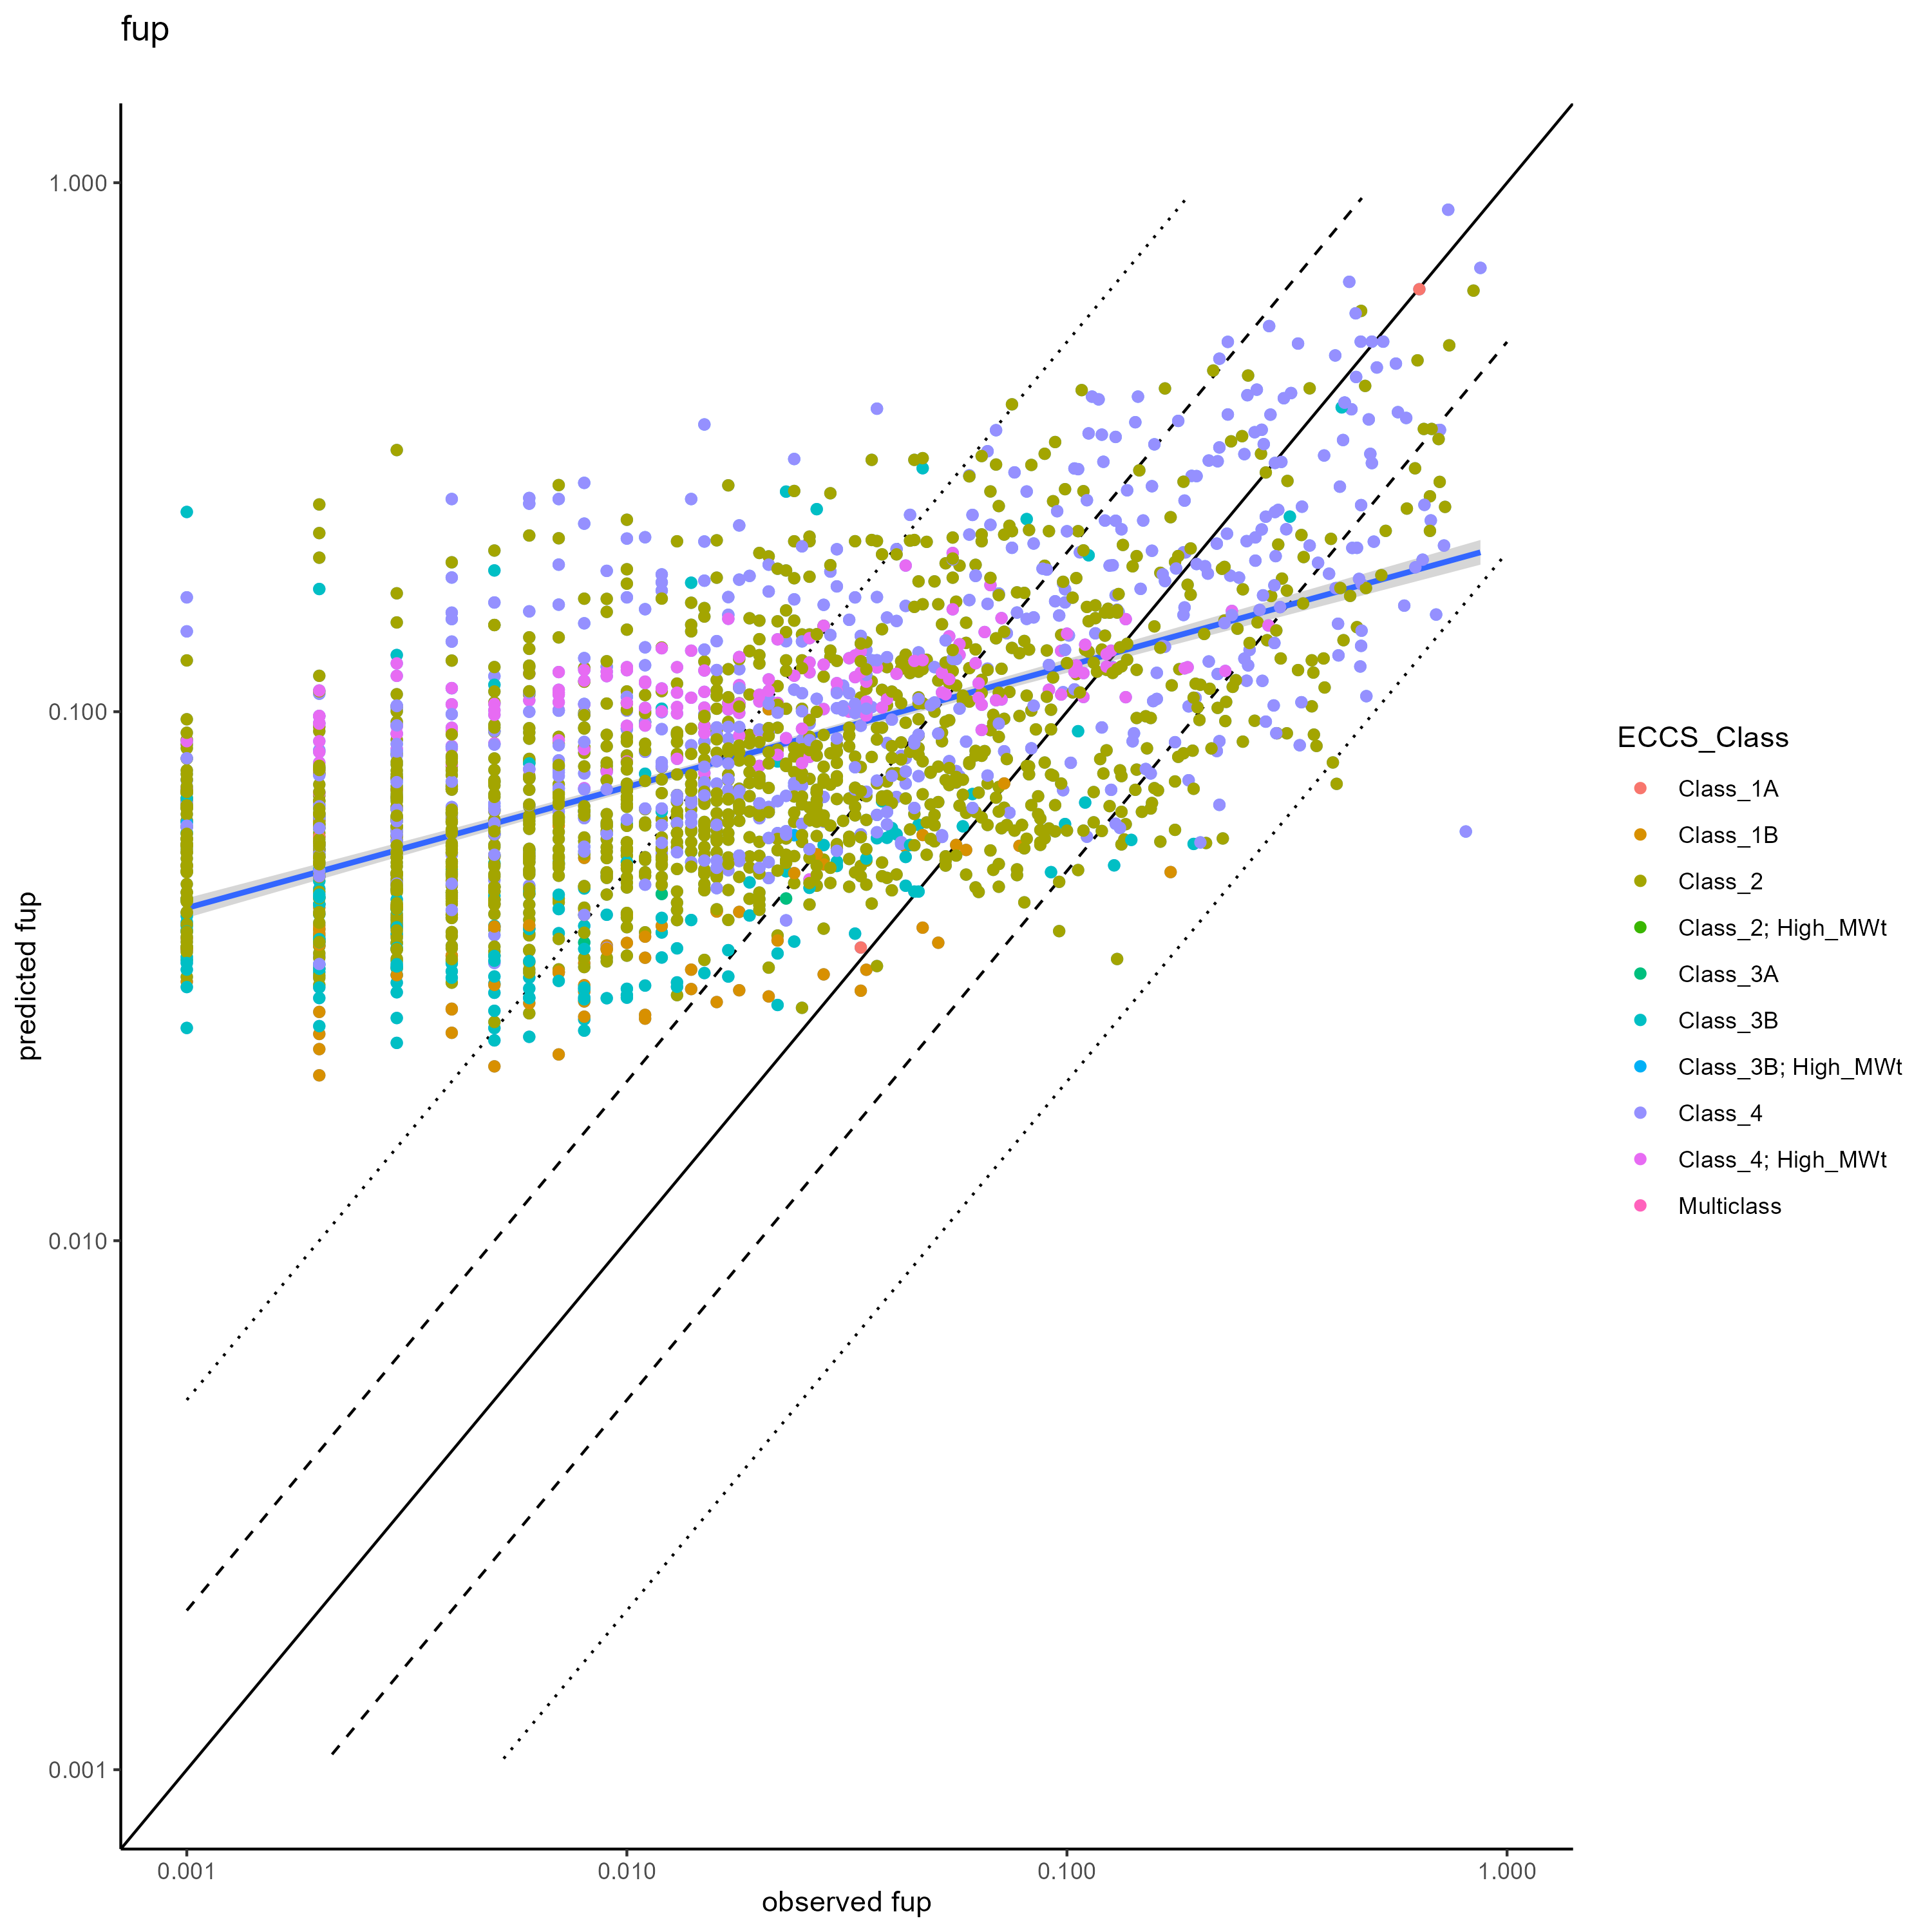 fup
1.000
0.100
0.010
0.001
predicted fup
0.001
0.010
0.100
1.000
observed fup
ECCS_Class
Class_1A
Class_1B
Class_2
Class_2; High_MWt
Class_3A
Class_3B
Class_3B; High_MWt
Class_4
Class_4; High_MWt
Multiclass